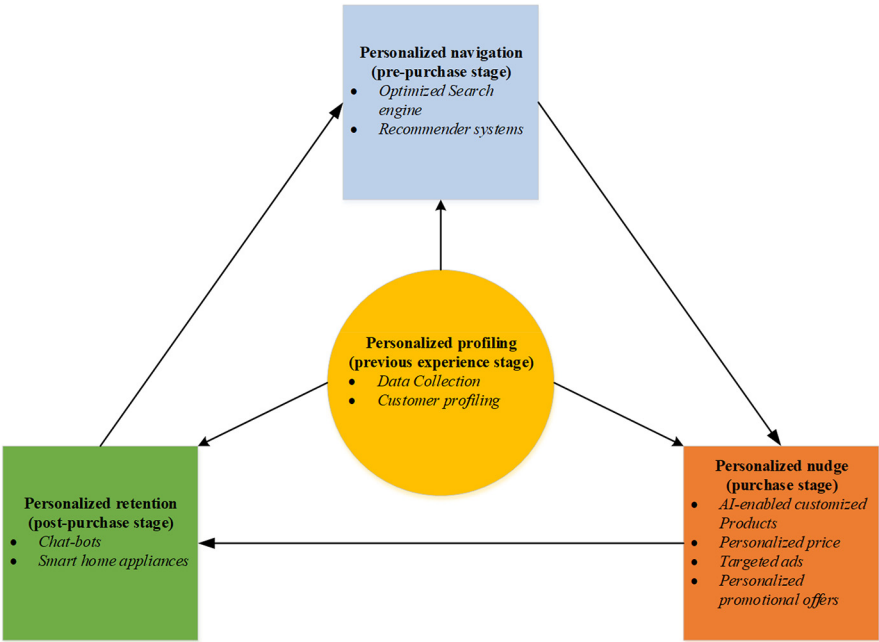 Personalized navigation
(pre-purchase stage)
• Optimized Search
engine
• Recommender systems
Personalized profiling
(previous experience stage)
• Data Collection
• Customer profiling
Personalized retention
(post-purchase stage)
• Chat-bots
• Smart home appliances
Personalized nudge
(purchase stage)
• AI-enabled customized
Products
• Personalized price
• Targeted ads
• Personalized
promotional offers